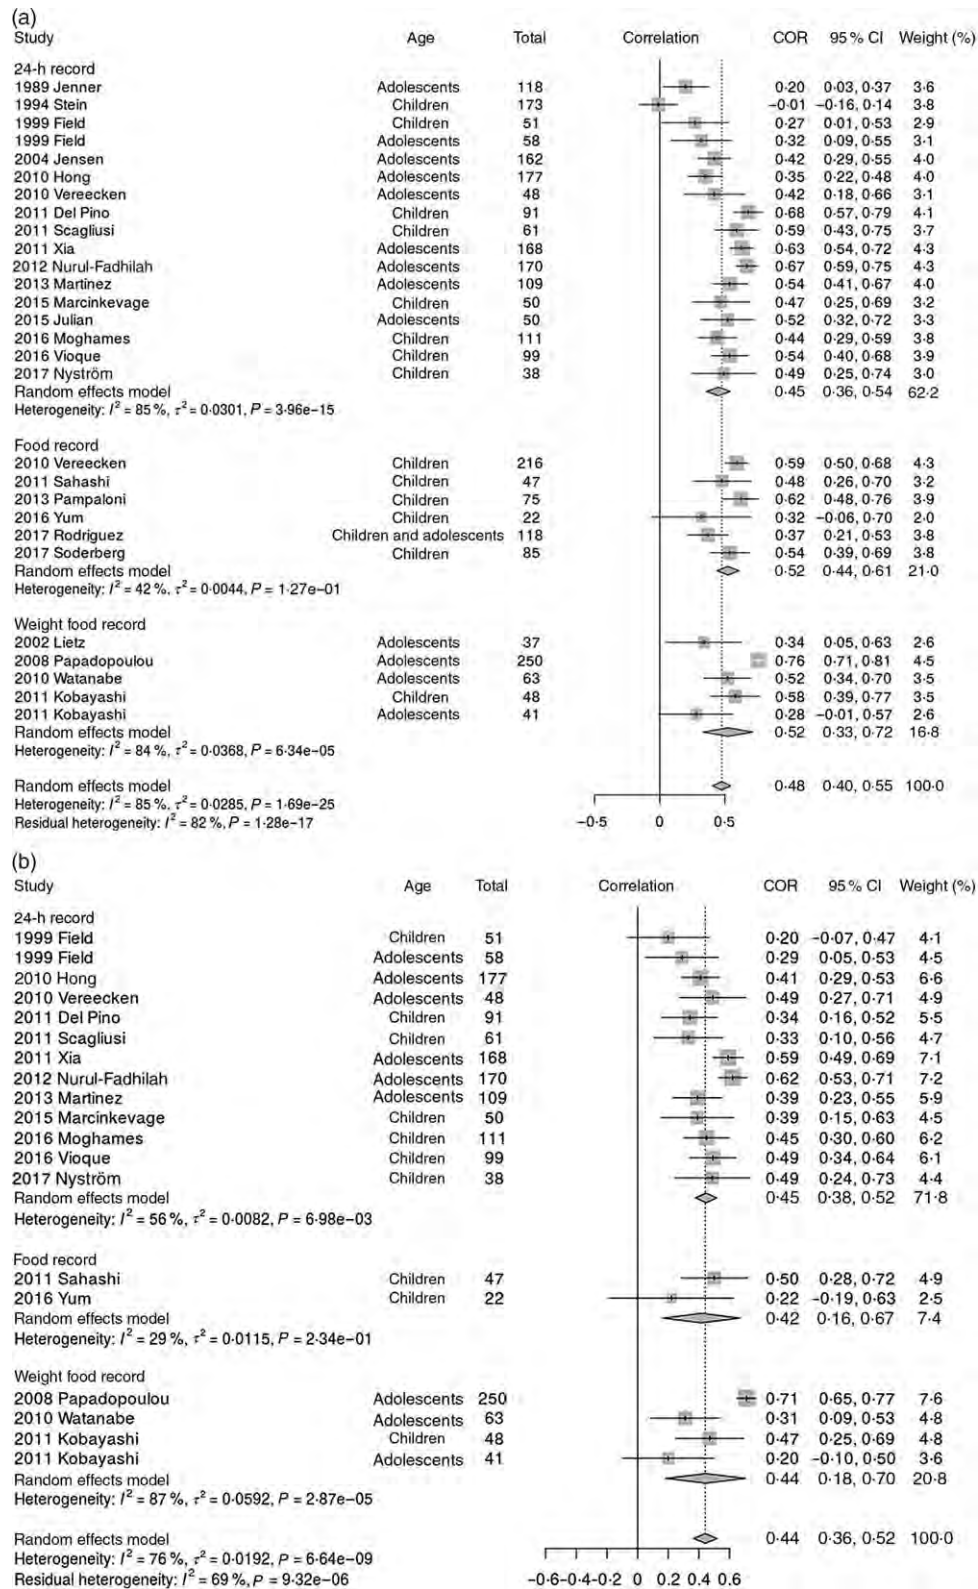 (a)
Study Age Total Correlation COR 95 % CI Weight (%)
24-h record
1989 Jenner Adolescents 118 0·20 0·03, 0·37 3·6
1994 Stein Children 173 −0·01 −0·16, 0·14 3·8
1999 Field Children 51 0·27 0·01, 0·53 2·9
1999 Field Adolescents 58 0·32 0·09, 0·55 3·1
2004 Jensen Adolescents 162 0·42 0·29, 0·55 4·0
2010 Hong Adolescents 177 0·35 0·22, 0·48 4·0
2010 Vereecken Adolescents 48 0·42 0·18, 0·66 3·1
2011 Del Pino Children 91 0·68 0·57, 0·79 4·1
2011 Scagliusi Children 61 0·59 0·43, 0·75 3·7
2011 Xia Adolescents 168 0·63 0·54, 0·72 4·3
2012 Nurul-Fadhilah Adolescents 170 0·67 0·59, 0·75 4·3
2013 Martinez Adolescents 109 0·54 0·41, 0·67 4·0
2015 Marcinkevage Children 50 0·47 0·25, 0·69 3·2
2015 Julian Adolescents 50 0·52 0·32, 0·72 3·3
2016 Moghames Children 111 0·44 0·29, 0·59 3·8
2016 Vioque Children 99 0·54 0·40, 0·68 3·9
2017 Nyström Children 38 0·49 0·25, 0·74 3·0
Random effects model 0·45 0·36, 0·54 62·2
Heterogeneity: I² = 85 %, τ² = 0·0301, P = 3·96e−15
Food record
2010 Vereecken Children 216 0·59 0·50, 0·68 4·3
2011 Sahashi Children 47 0·48 0·26, 0·70 3·2
2013 Pampaloni Children 75 0·62 0·48, 0·76 3·9
2016 Yum Children 22 0·32 −0·06, 0·70 2·0
2017 Rodriguez Children and adolescents 118 0·37 0·21, 0·53 3·8
2017 Soderberg Children 85 0·54 0·39, 0·69 3·8
Random effects model 0·52 0·44, 0·61 21·0
Heterogeneity: I² = 42 %, τ² = 0·0044, P = 1·27e−01
Weight food record
2002 Lietz Adolescents 37 0·34 0·05, 0·63 2·6
2008 Papadopoulou Adolescents 250 0·76 0·71, 0·81 4·5
2010 Watanabe Adolescents 63 0·52 0·34, 0·70 3·5
2011 Kobayashi Children 48 0·58 0·39, 0·77 3·5
2011 Kobayashi Adolescents 41 0·28 −0·01, 0·57 2·6
Random effects model 0·52 0·33, 0·72 16·8
Heterogeneity: I² = 84 %, τ² = 0·0368, P = 6·34e−05
Random effects model 0·48 0·40, 0·55 100·0
Heterogeneity: I² = 85 %, τ² = 0·0285, P = 1·69e−25
Residual heterogeneity: I² = 82 %, P = 1·28e−17
−0·5 0 0·5
(b)
Study Age Total Correlation COR 95 % CI Weight (%)
24-h record
1999 Field Children 51 0·20 −0·07, 0·47 4·1
1999 Field Adolescents 58 0·29 0·05, 0·53 4·5
2010 Hong Adolescents 177 0·41 0·29, 0·53 6·6
2010 Vereecken Adolescents 48 0·49 0·27, 0·71 4·9
2011 Del Pino Children 91 0·34 0·16, 0·52 5·5
2011 Scagliusi Children 61 0·33 0·10, 0·56 4·7
2011 Xia Adolescents 168 0·59 0·49, 0·69 7·1
2012 Nurul-Fadhilah Adolescents 170 0·62 0·53, 0·71 7·2
2013 Martinez Adolescents 109 0·39 0·23, 0·55 5·9
2015 Marcinkevage Children 50 0·39 0·15, 0·63 4·5
2016 Moghames Children 111 0·45 0·30, 0·60 6·2
2016 Vioque Children 99 0·49 0·34, 0·64 6·1
2017 Nyström Children 38 0·49 0·24, 0·73 4·4
Random effects model 0·45 0·38, 0·52 71·8
Heterogeneity: I² = 56 %, τ² = 0·0082, P = 6·98e−03
Food record
2011 Sahashi Children 47 0·50 0·28, 0·72 4·9
2016 Yum Children 22 0·22 −0·19, 0·63 2·5
Random effects model 0·42 0·16, 0·67 7·4
Heterogeneity: I² = 29 %, τ² = 0·0115, P = 2·34e−01
Weight food record
2008 Papadopoulou Adolescents 250 0·71 0·65, 0·77 7·6
2010 Watanabe Adolescents 63 0·31 0·09, 0·53 4·8
2011 Kobayashi Children 48 0·47 0·25, 0·69 4·8
2011 Kobayashi Adolescents 41 0·20 −0·10, 0·50 3·6
Random effects model 0·44 0·18, 0·70 20·8
Heterogeneity: I² = 87 %, τ² = 0·0592, P = 2·87e−05
Random effects model 0·44 0·36, 0·52 100·0
Heterogeneity: I² = 76 %, τ² = 0·0192, P = 6·64e−09
Residual heterogeneity: I² = 69 %, P = 9·32e−06
−0·6−0·4−0·2 0 0·2 0·4 0·6